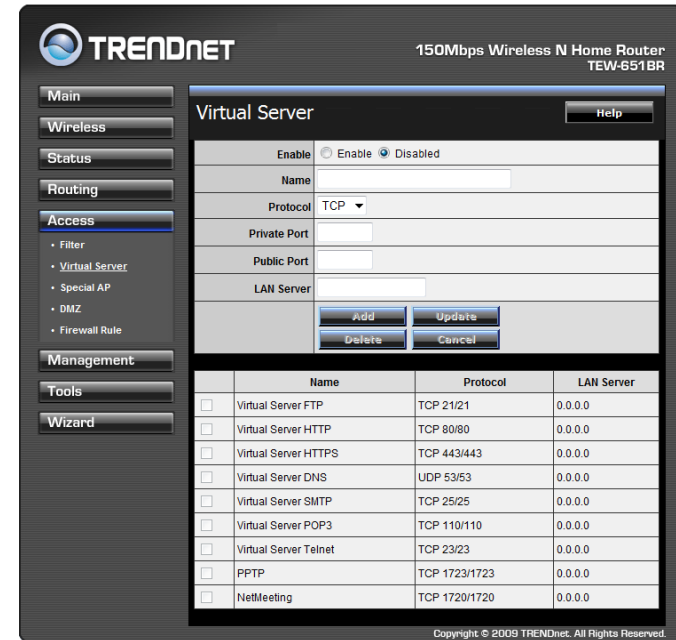 TRENDNET
150Mbps Wireless N Home Router
TEW-651BR
Main
Wireless
Status
Routing
Access
• Filter
• Virtual Server
• Special AP
• DMZ
• Firewall Rule
Management
Tools
Wizard
Virtual Server
Help
Enable Enable Disabled
Name
Protocol TCP
Private Port
Public Port
LAN Server
Add Update
Delete Cancel
Name Protocol LAN Server
Virtual Server FTP TCP 21/21 0.0.0.0
Virtual Server HTTP TCP 80/80 0.0.0.0
Virtual Server HTTPS TCP 443/443 0.0.0.0
Virtual Server DNS UDP 53/53 0.0.0.0
Virtual Server SMTP TCP 25/25 0.0.0.0
Virtual Server POP3 TCP 110/110 0.0.0.0
Virtual Server Telnet TCP 23/23 0.0.0.0
PPTP TCP 1723/1723 0.0.0.0
NetMeeting TCP 1720/1720 0.0.0.0
Copyright © 2009 TRENDnet. All Rights Reserved.